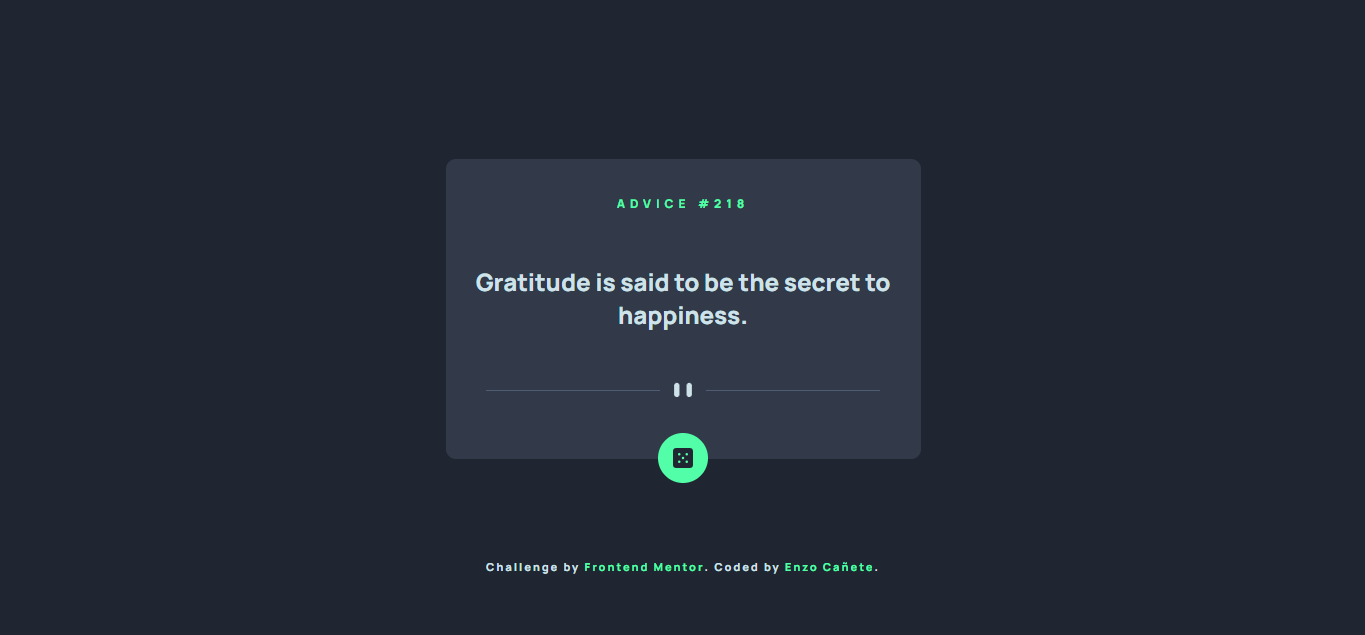 ADVICE #218
Gratitude is said to be the secret to
happiness.
Challenge by Frontend Mentor. Coded by Enzo Cañete.